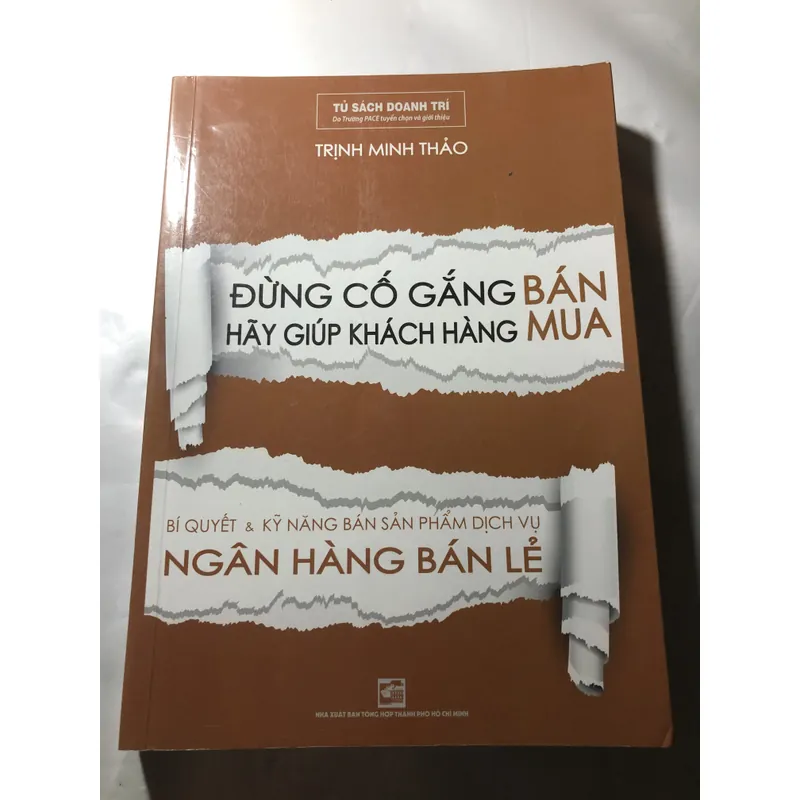 TỦ SÁCH DOANH TRÍ
Do Trường PACE tuyển chọn và giới thiệu
TRỊNH MINH THẢO
ĐỪNG CỐ GẮNG BÁN
HÃY GIÚP KHÁCH HÀNG MUA
BÍ QUYẾT & KỸ NĂNG BÁN SẢN PHẨM DỊCH VỤ
NGÂN HÀNG BÁN LẺ
NHÀ XUẤT BẢN TỔNG HỢP THÀNH PHỐ HỒ CHÍ MINH